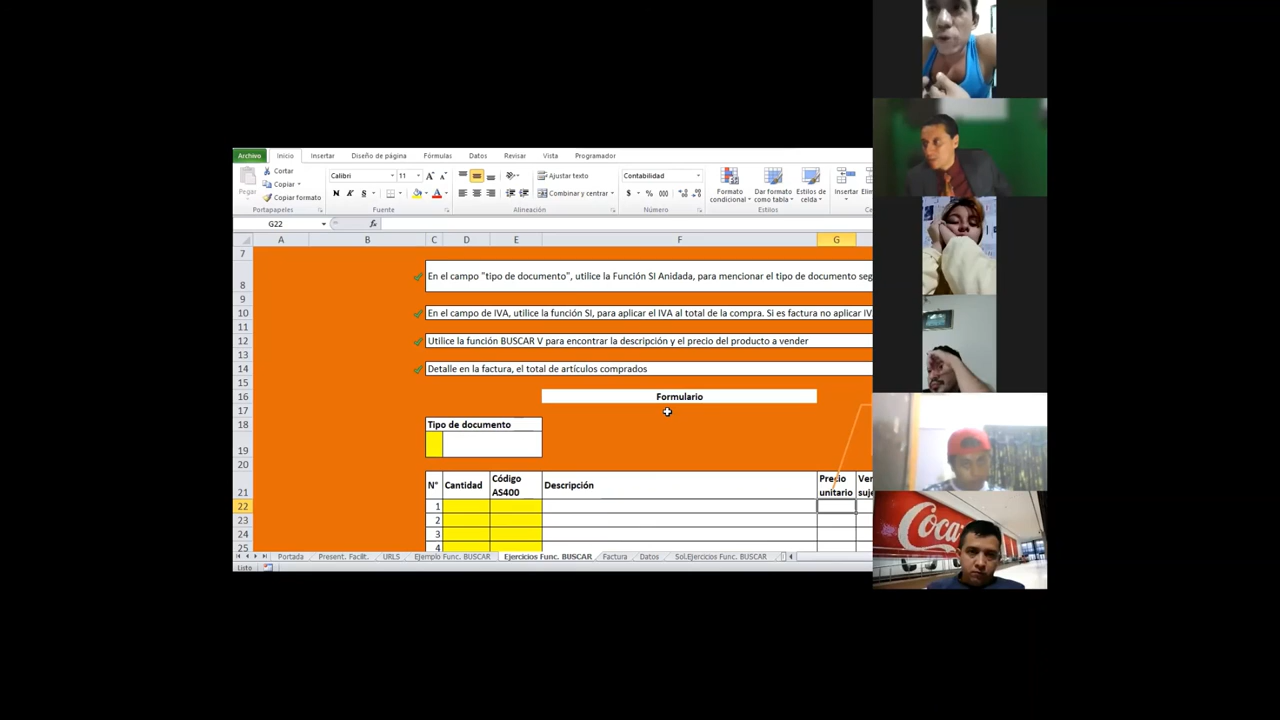 Archivo Inicio Insertar Diseño de página Fórmulas Datos Revisar Vista Programador
Pegar
Cortar
Copiar
Copiar formato
Portapapeles
Calibri 11
N K S
Fuente
Ajustar texto
Combinar y centrar
Alineación
Contabilidad
$ % 000
Número
Formato condicional
Dar formato como tabla
Estilos de celda
Estilos
Insertar
G22 fx
A B C D E F G
7
8 En el campo "tipo de documento", utilice la Función SI Anidada, para mencionar el tipo de documento
9
10 En el campo de IVA, utilice la función SI, para aplicar el IVA al total de la compra. Si es factura no aplicar
11
12 Utilice la función BUSCAR V para encontrar la descripción y el precio del producto a vender
13
14 Detalle en la factura, el total de artículos comprados
15
16 Formulario
17
18 Tipo de documento
19
20
21 N° Cantidad Código AS400 Descripción Precio unitario
22 1
23 2
24 3
25 4
Portada Present. Facilit. URLS Ejemplo Func. BUSCAR Ejercicios Func. BUSCAR Factura Datos Sol.Ejercicios Func. BUSCAR
Listo
Coca